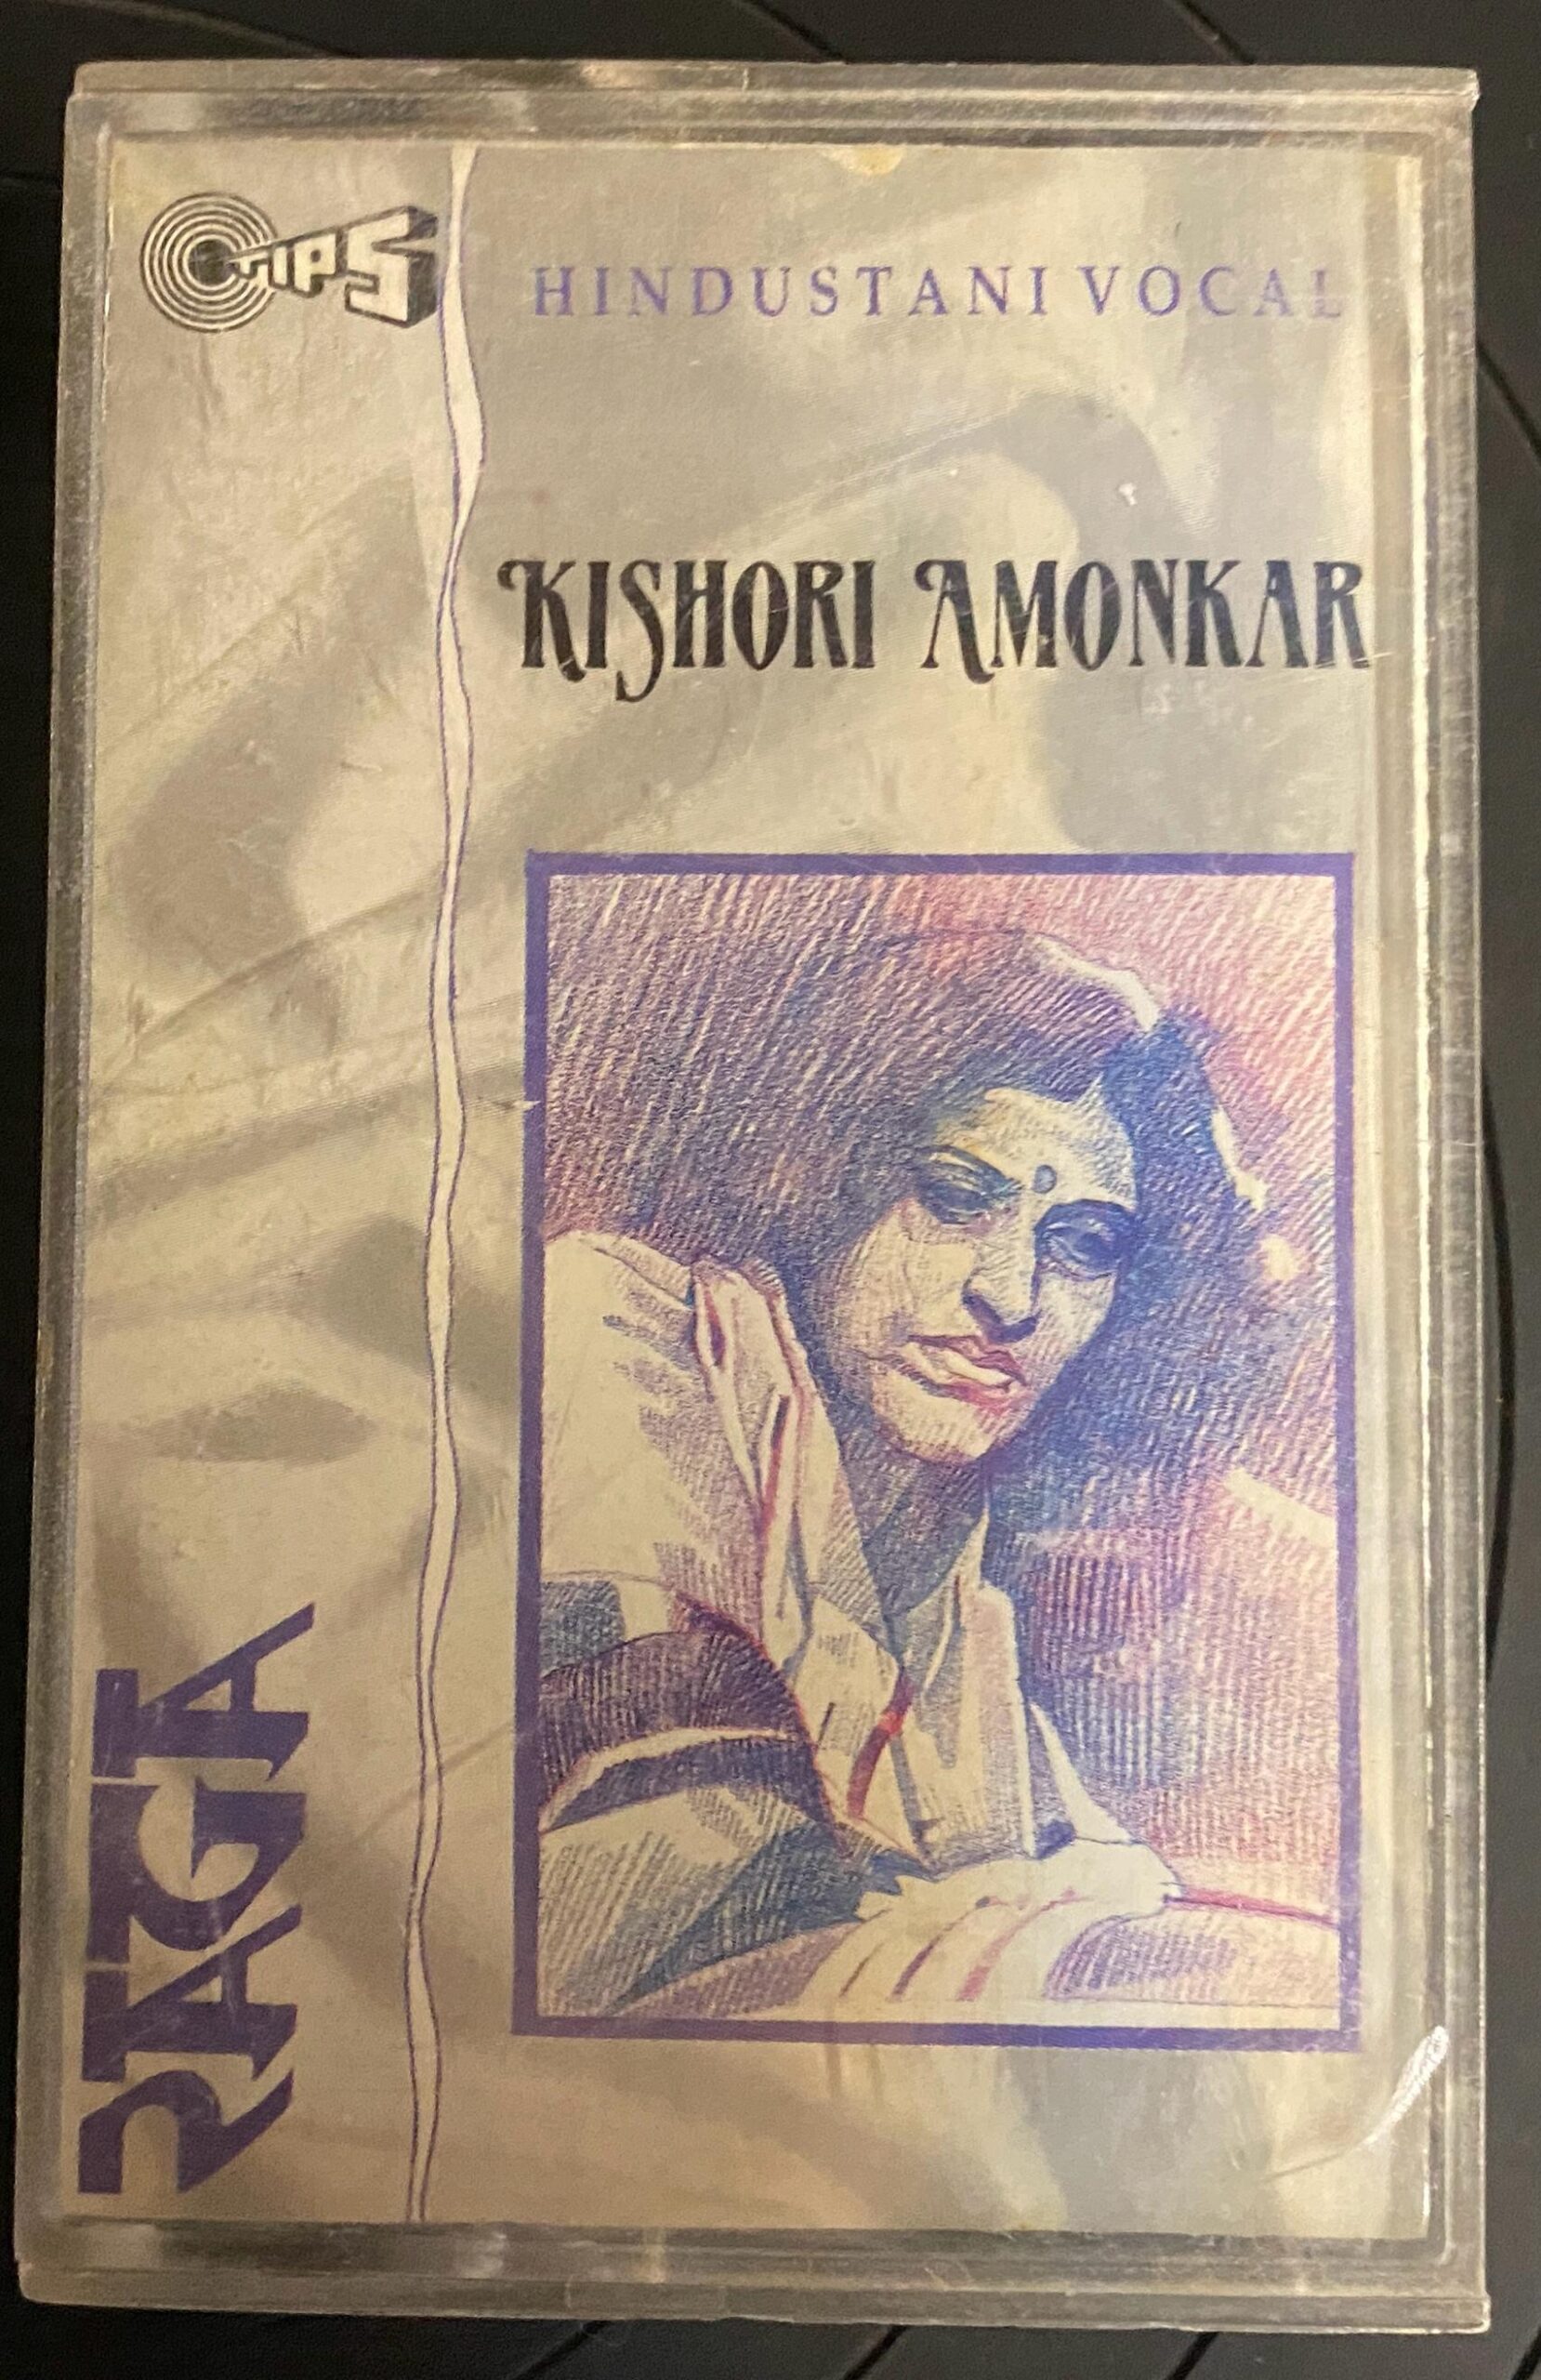 TIPS
HINDUSTANI VOCAL
KISHORI AMONKAR
RAGA